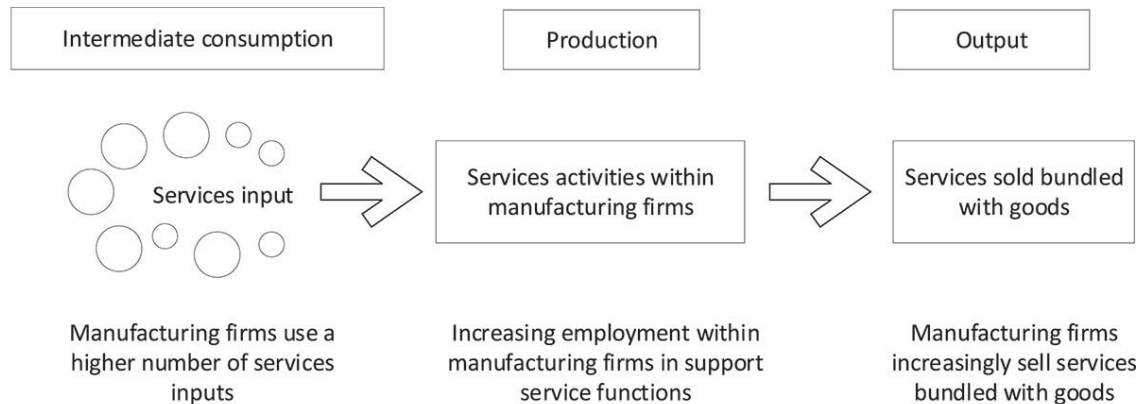 Intermediate consumption
Production
Output
Services input
Services activities within
manufacturing firms
Services sold bundled
with goods
Manufacturing firms use a
higher number of services
inputs
Increasing employment within
manufacturing firms in support
service functions
Manufacturing firms
increasingly sell services
bundled with goods